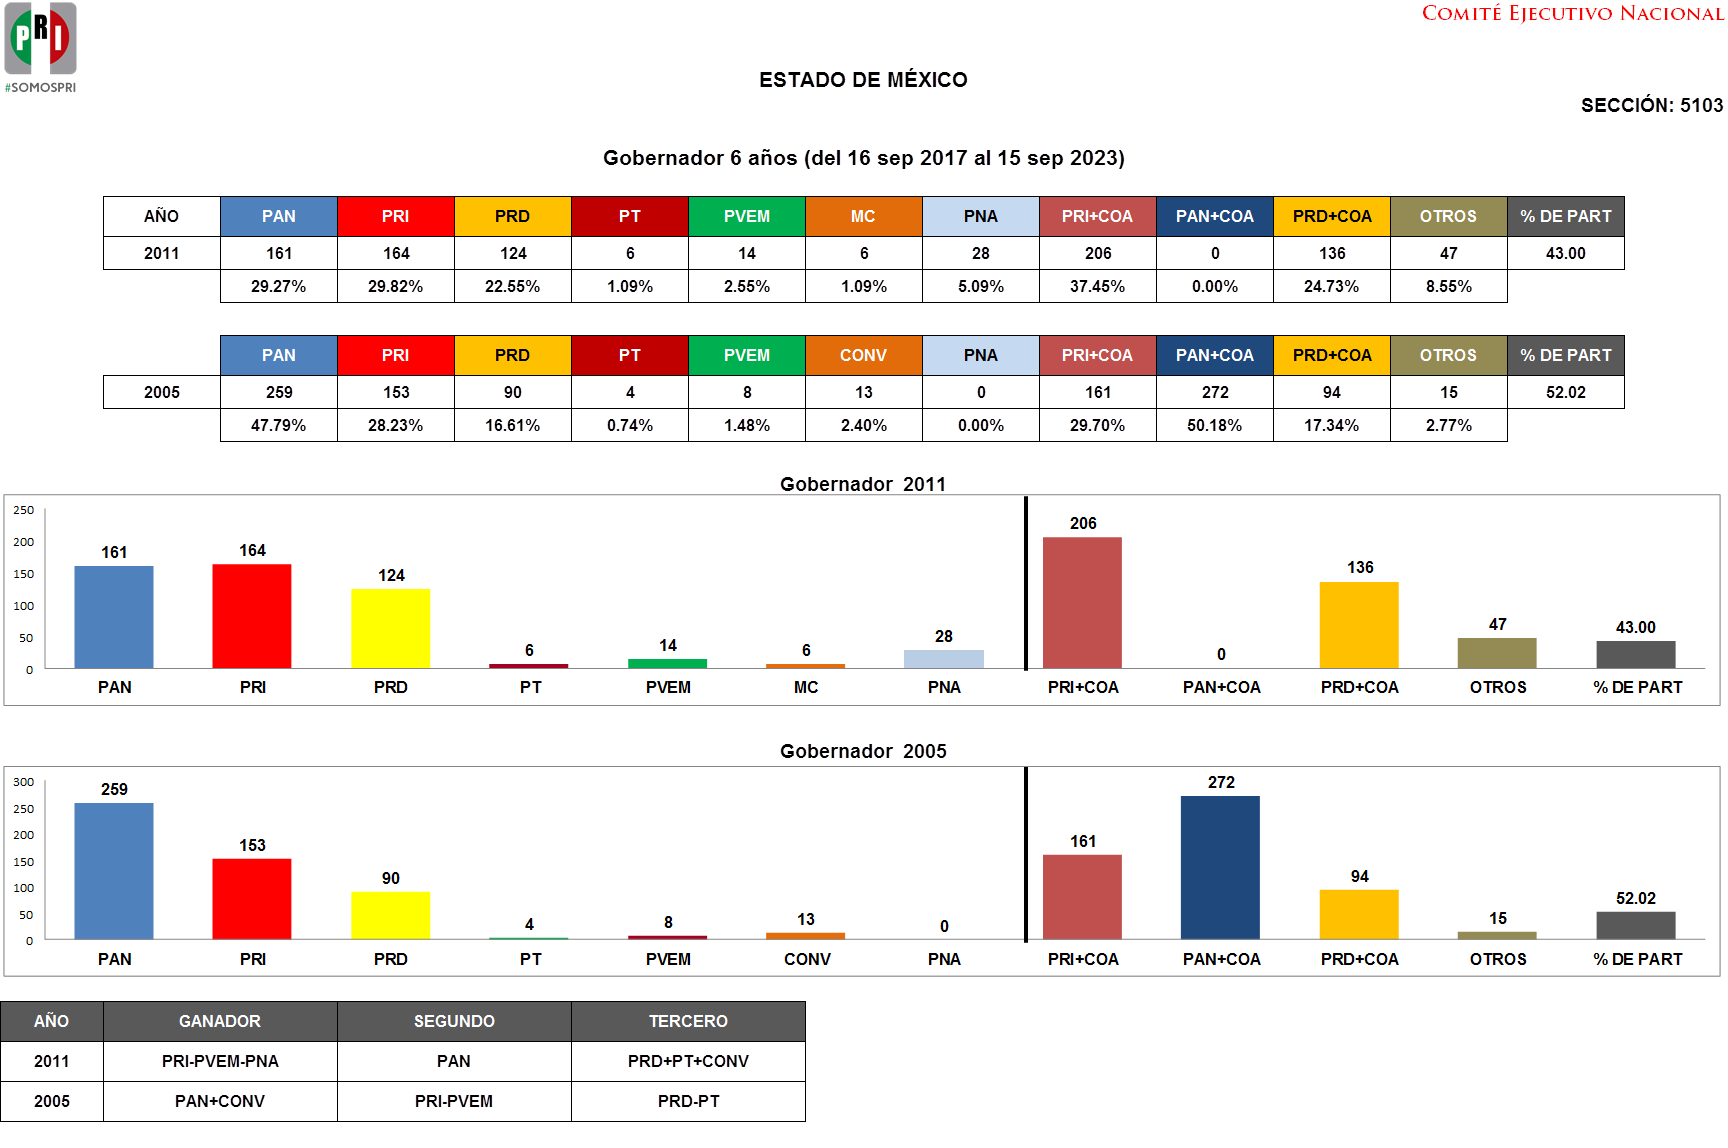 PRI
#SOMOSPRI
COMITÉ EJECUTIVO NACIONAL
ESTADO DE MÉXICO
SECCIÓN: 5103
Gobernador 6 años (del 16 sep 2017 al 15 sep 2023)
AÑO PAN PRI PRD PT PVEM MC PNA PRI+COA PAN+COA PRD+COA OTROS % DE PART
2011 161 164 124 6 14 6 28 206 0 136 47 43.00
29.27% 29.82% 22.55% 1.09% 2.55% 1.09% 5.09% 37.45% 0.00% 24.73% 8.55%
PAN PRI PRD PT PVEM CONV PNA PRI+COA PAN+COA PRD+COA OTROS % DE PART
2005 259 153 90 4 8 13 0 161 272 94 15 52.02
47.79% 28.23% 16.61% 0.74% 1.48% 2.40% 0.00% 29.70% 50.18% 17.34% 2.77%
Gobernador 2011
250
200
150
100
50
0
161 164 124 6 14 6 28 206 0 136 47 43.00
PAN PRI PRD PT PVEM MC PNA PRI+COA PAN+COA PRD+COA OTROS % DE PART
Gobernador 2005
300
250
200
150
100
50
0
259 153 90 4 8 13 0 161 272 94 15 52.02
PAN PRI PRD PT PVEM CONV PNA PRI+COA PAN+COA PRD+COA OTROS % DE PART
AÑO GANADOR SEGUNDO TERCERO
2011 PRI-PVEM-PNA PAN PRD+PT+CONV
2005 PAN+CONV PRI-PVEM PRD-PT